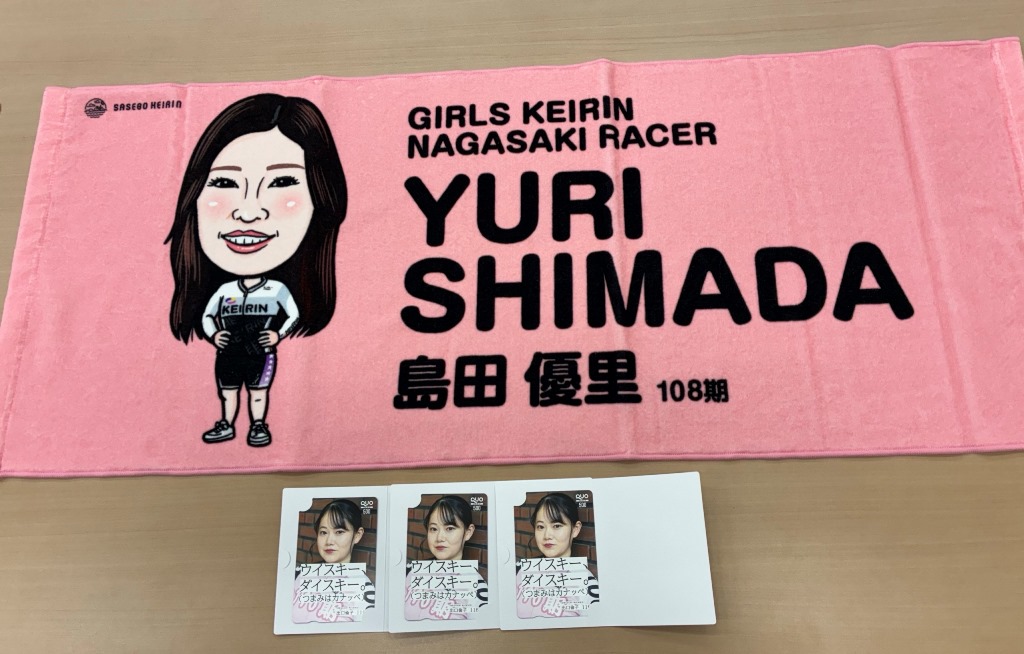 SASEBO KEIRIN
GIRLS KEIRIN
NAGASAKI RACER
YURI
SHIMADA
島田 優里 108期
KEIRIN
QUO
500
ウイスキー、
ダイスキー。
(つまみはカナッペ)
QUO
500
ウイスキー、
ダイスキー。
(つまみはカナッペ)
QUO
500
ウイスキー、
ダイスキー。
(つまみはカナッペ)